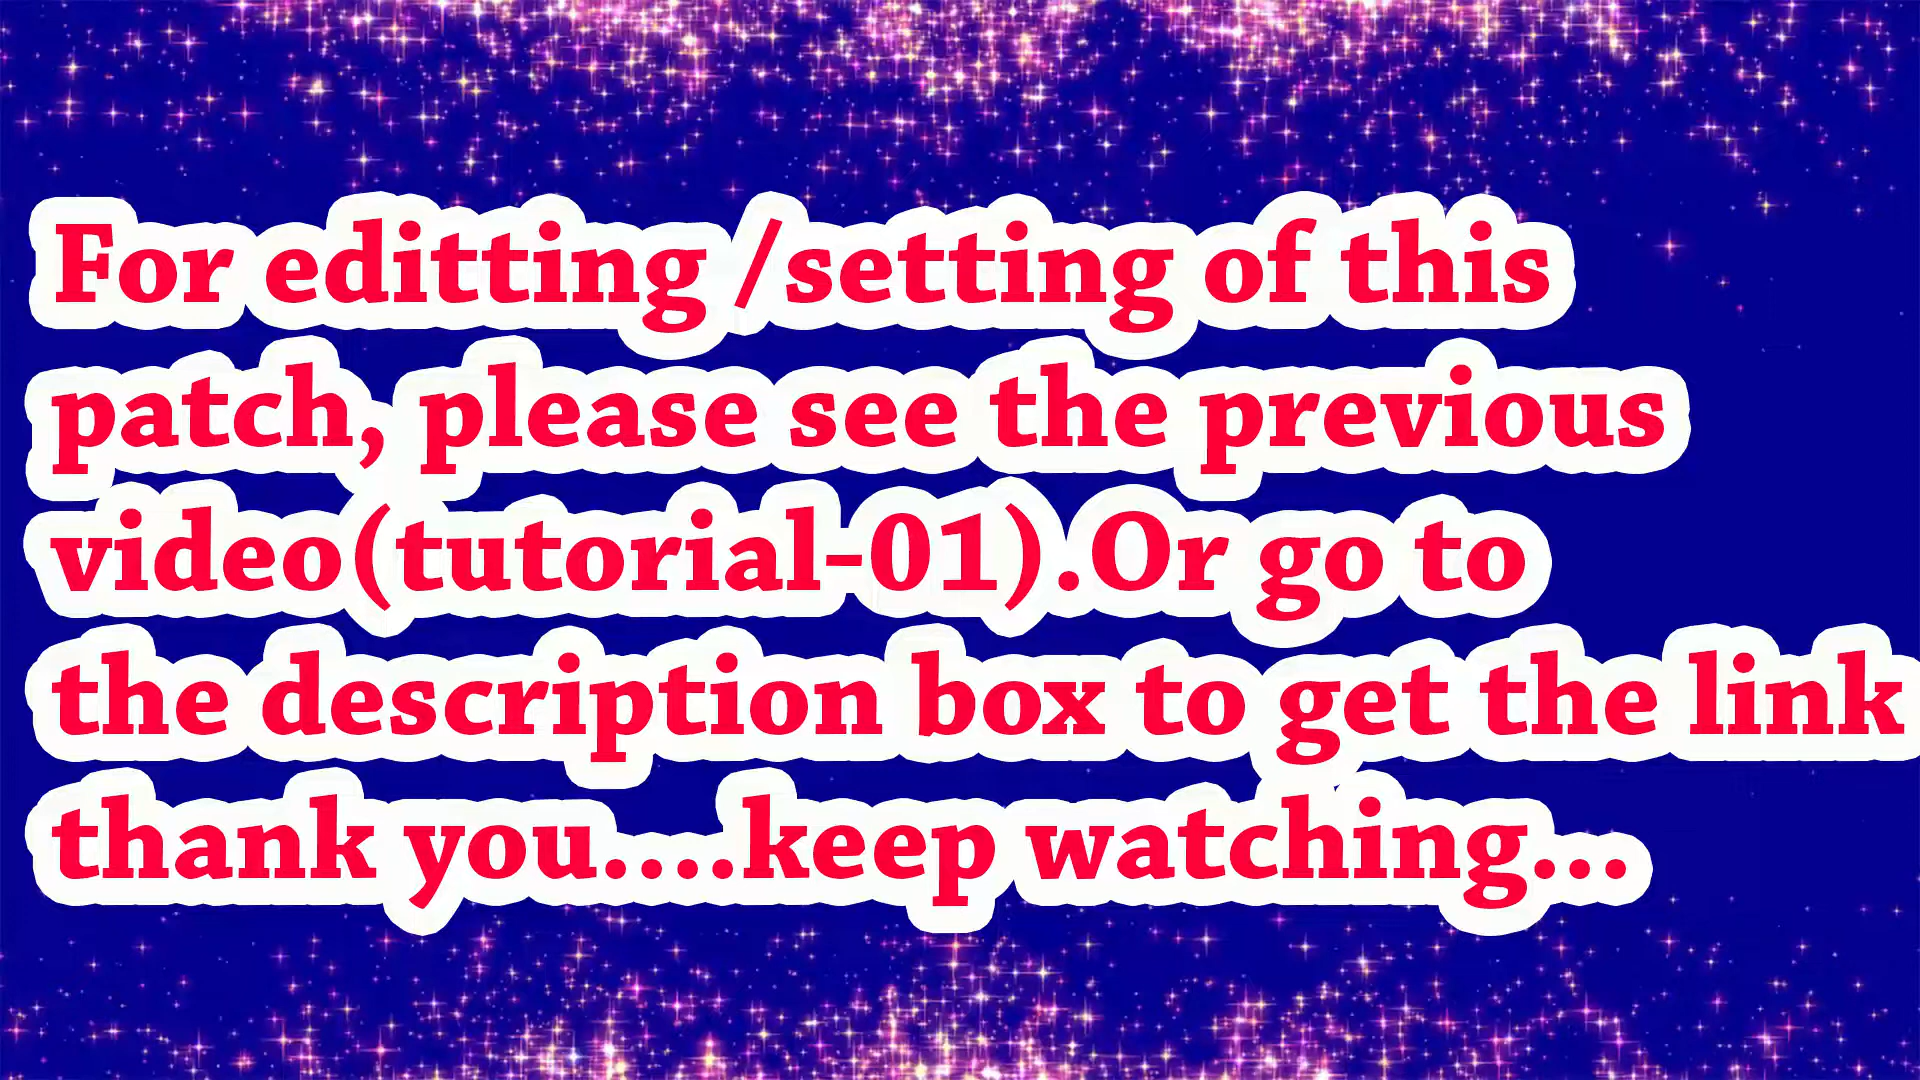 For editting /setting of this
patch, please see the previous
video(tutorial-01).Or go to
the description box to get the link
thank you....keep watching...